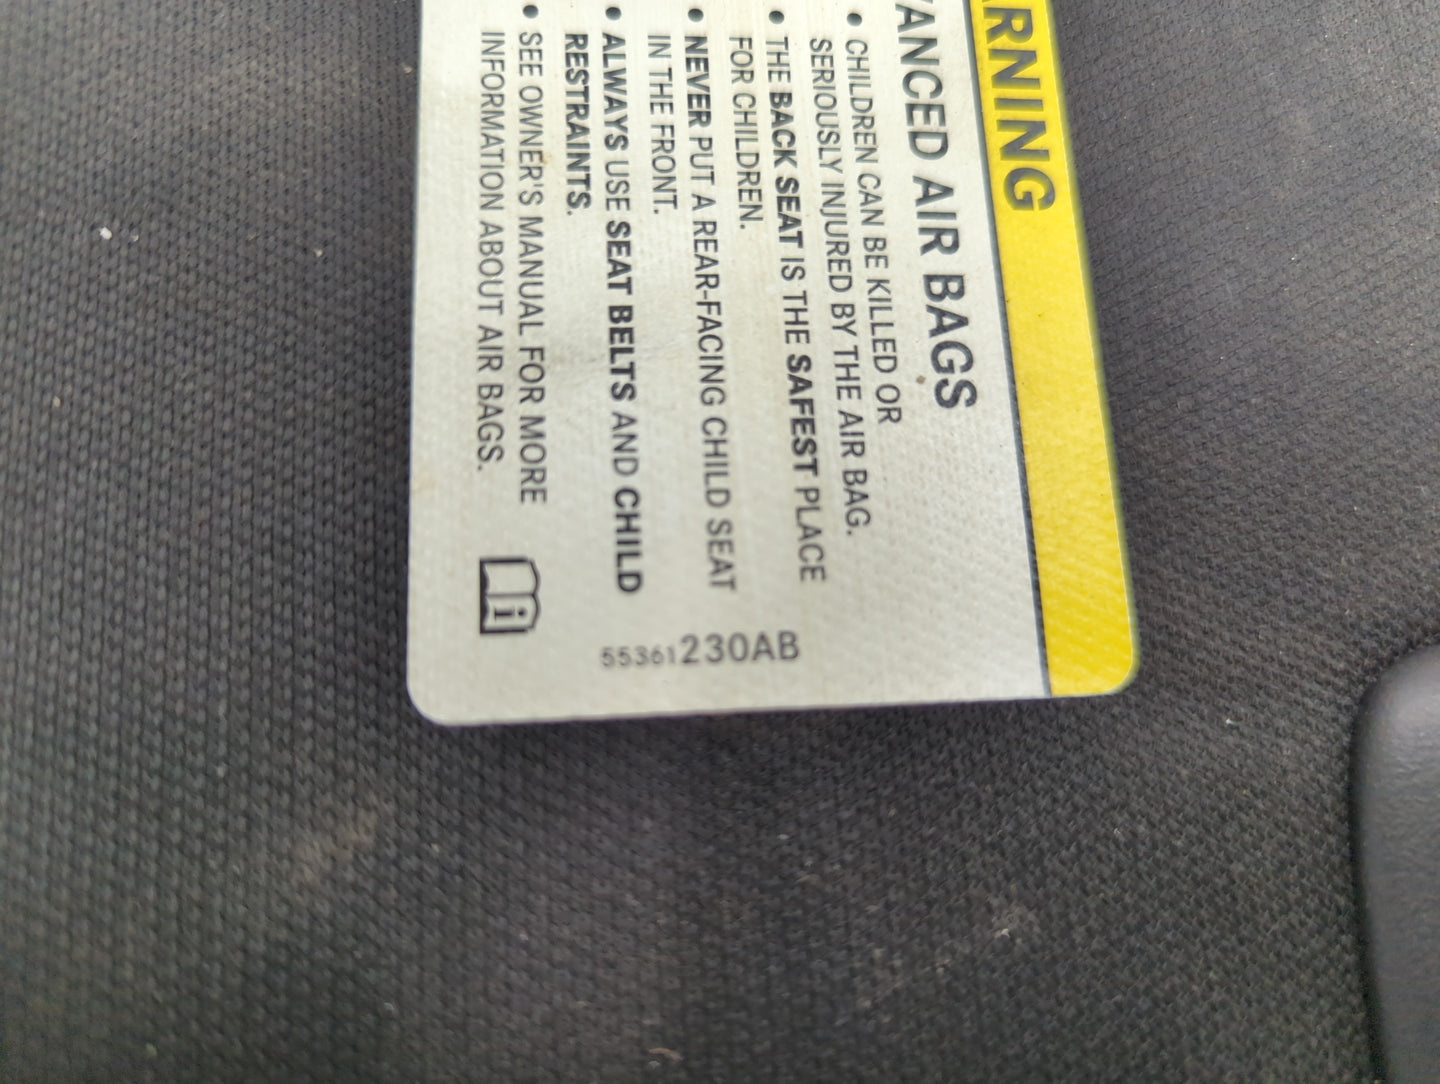 ARNING
VANCED AIR BAGS
• CHILDREN CAN BE KILLED OR
SERIOUSLY INJURED BY THE AIR BAG.
• THE BACK SEAT IS THE SAFEST PLACE
FOR CHILDREN.
• NEVER PUT A REAR-FACING CHILD SEAT
IN THE FRONT.
• ALWAYS USE SEAT BELTS AND CHILD
RESTRAINTS.
• SEE OWNER'S MANUAL FOR MORE
INFORMATION ABOUT AIR BAGS.
i
55361230AB